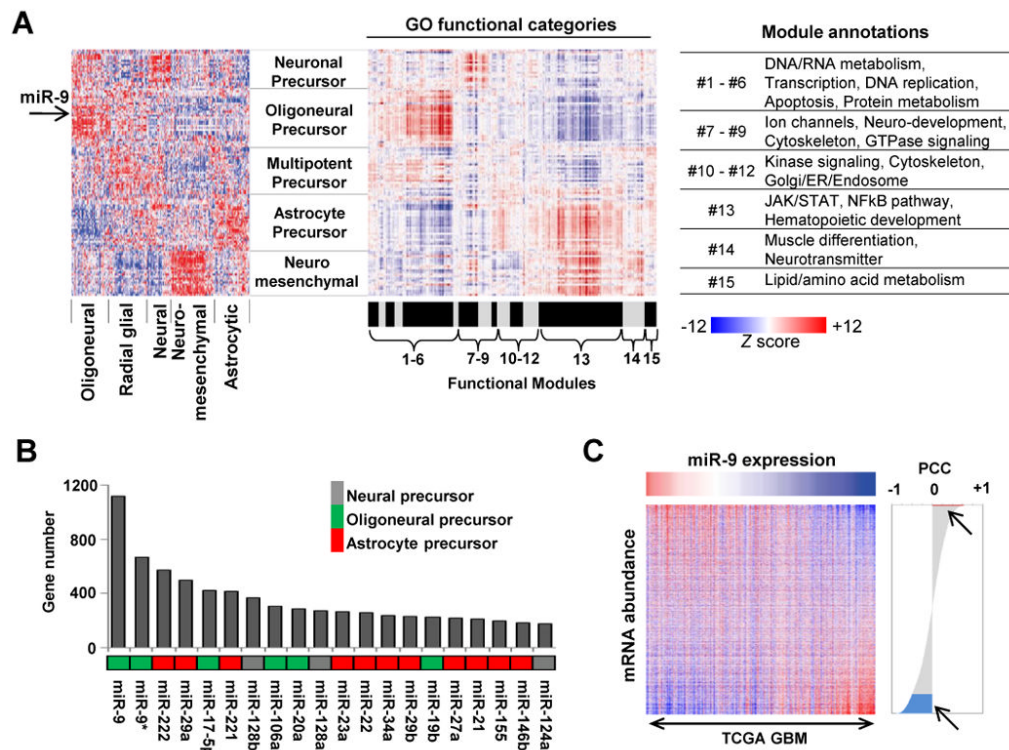 A
GO functional categories
Module annotations
miR-9
Neuronal
Precursor
Oligoneural
Precursor
Multipotent
Precursor
Astrocyte
Precursor
Neuro
mesenchymal
#1 - #6
DNA/RNA metabolism,
Transcription, DNA replication,
Apoptosis, Protein metabolism
#7 - #9
Ion channels, Neuro-development,
Cytoskeleton, GTPase signaling
#10 - #12
Kinase signaling, Cytoskeleton,
Golgi/ER/Endosome
#13
JAK/STAT, NFkB pathway,
Hematopoietic development
#14
Muscle differentiation,
Neurotransmitter
#15
Lipid/amino acid metabolism
Oligoneural
Radial glial
Neural
Neuro-
mesenchymal
Astrocytic
1-6 7-9 10-12 13 14 15
Functional Modules
-12 +12
Z score
B
Gene number
1200
800
400
0
Neural precursor
Oligoneural precursor
Astrocyte precursor
miR-9
miR-9*
miR-222
miR-29a
miR-17-5p
miR-221
miR-128b
miR-106a
miR-20a
miR-128a
miR-23a
miR-22
miR-34a
miR-29b
miR-19b
miR-27a
miR-21
miR-155
miR-146b
miR-124a
C
miR-9 expression
PCC
-1 0 +1
mRNA abundance
TCGA GBM